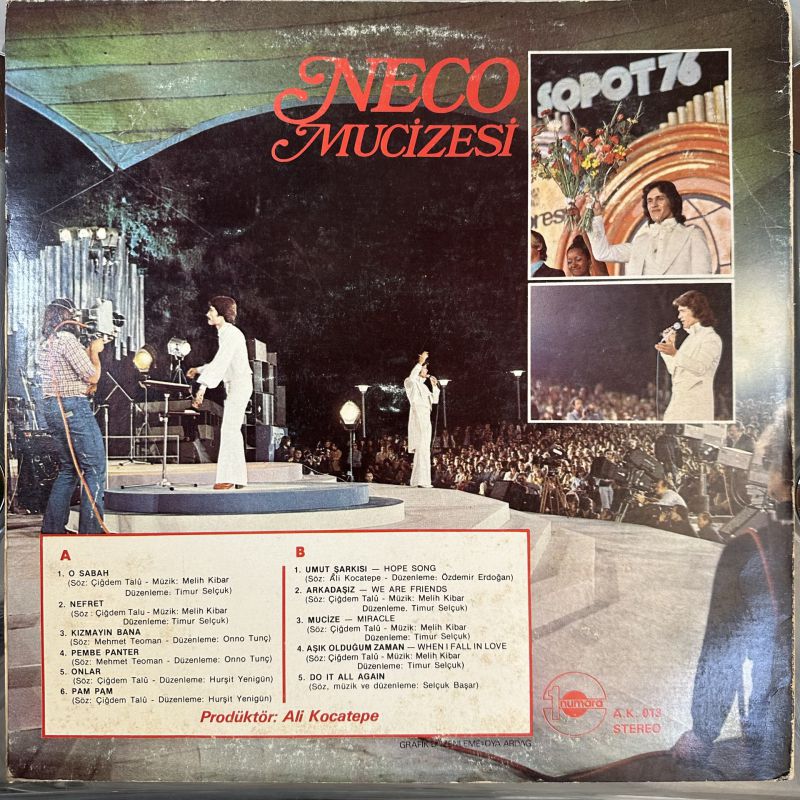 NECO
MUCİZESİ
SOPOT 76
A
1. O SABAH
(Söz: Çiğdem Talû - Müzik: Melih Kibar
Düzenleme: Timur Selçuk)
2. NEFRET
(Söz : Çiğdem Talu - Müzik: Melih Kibar
Düzenleme: Timur Selçuk)
3. KIZMAYIN BANA
(Söz: Mehmet Teoman - Düzenleme: Onno Tunç)
4. PEMBE PANTER
(Söz: Mehmet Teoman - Düzenleme: Onno Tunç)
5. ONLAR
(Söz: Çiğdem Talû - Düzenleme: Hurşit Yenigün)
6. PAM PAM
(Söz: Çiğdem Talû - Düzenleme: Hurşit Yenigün)
B
1. UMUT ŞARKISI — HOPE SONG
(Söz: Ali Kocatepe - Düzenleme: Özdemir Erdoğan)
2. ARKADAŞIZ — WE ARE FRIENDS
(Söz: Çiğdem Talû - Müzik: Melih Kibar
Düzenleme: Timur Selçuk)
3. MUCİZE — MIRACLE
(Söz: Çiğdem Talû - Müzik: Melih Kibar
Düzenleme: Timur Selçuk)
4. AŞIK OLDUĞUM ZAMAN — WHEN I FALL IN LOVE
(Söz: Çiğdem Talû - Müzik: Melih Kibar
Düzenleme: Timur Selçuk)
5. DO IT ALL AGAIN
(Söz, müzik ve düzenleme: Selçuk Başar)
Prodüktör: Ali Kocatepe
1 numara
A.K. 013
STEREO
GRAFİK DÜZENLEME: OYA ARDAĞ